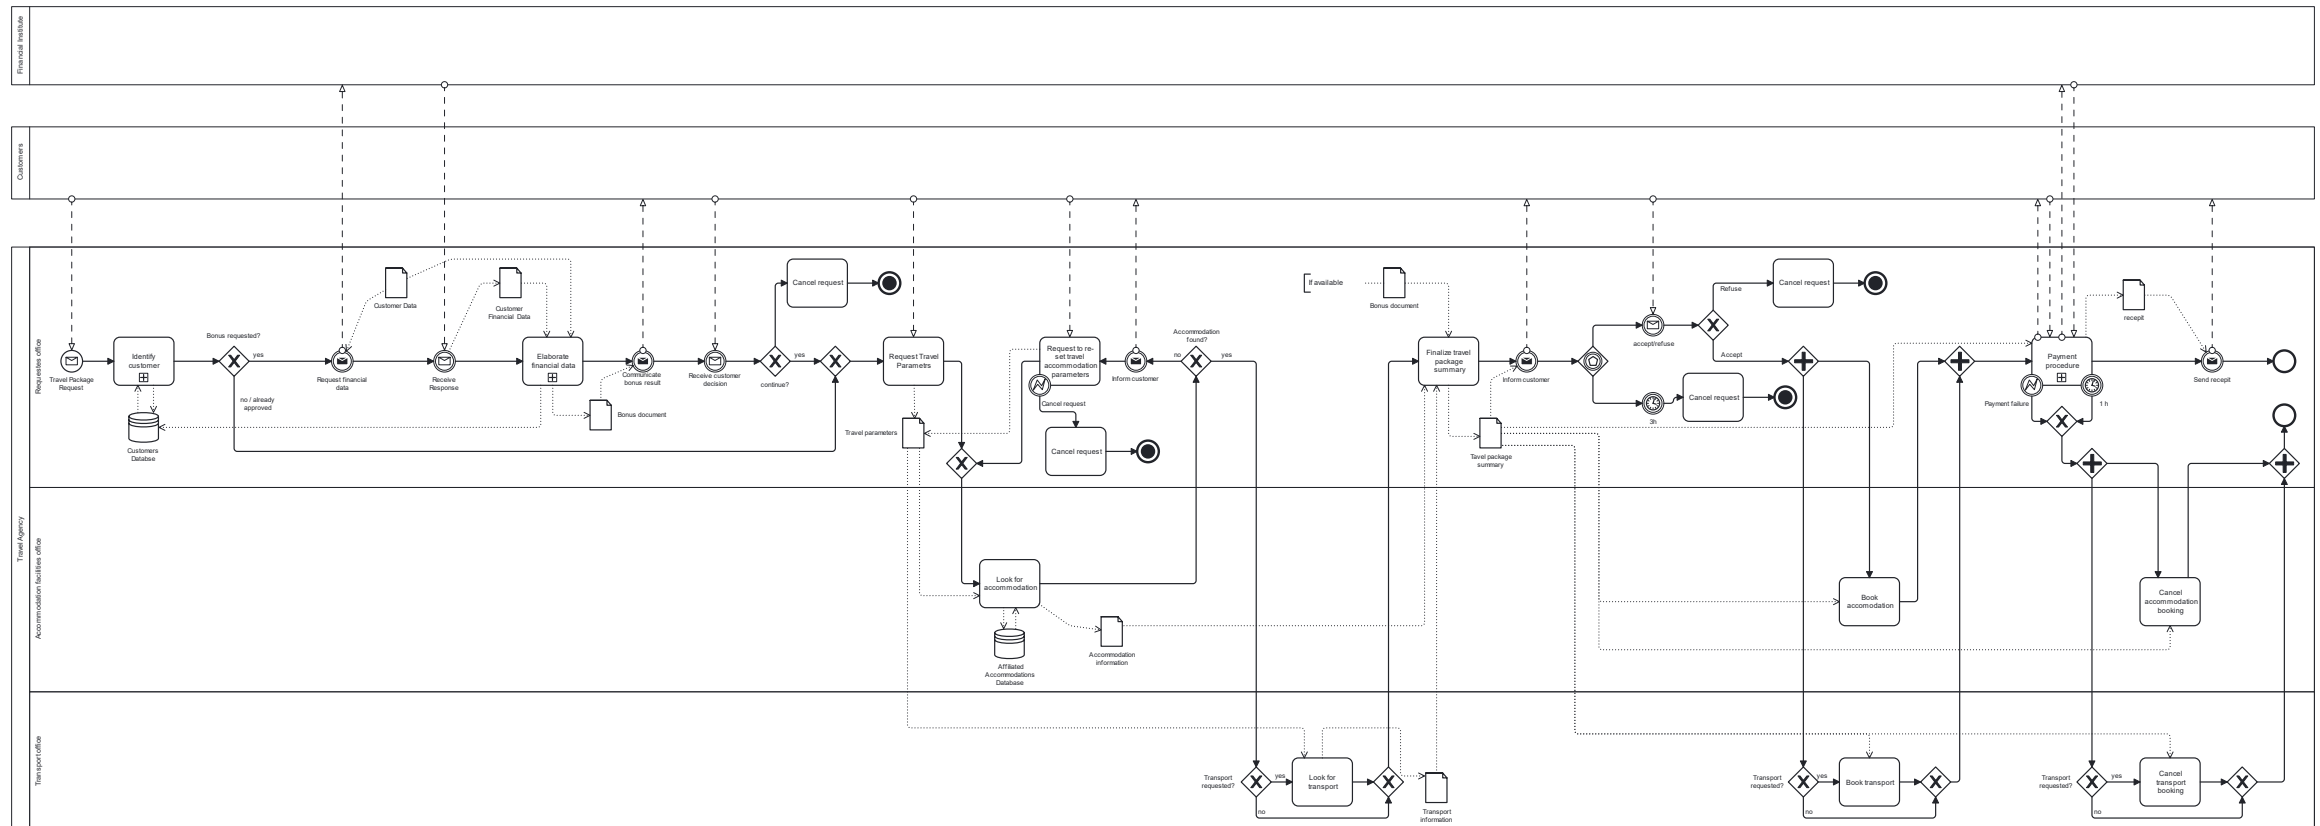 Financial Institute
Customers
Travel Agency
Requestes office
Accommodation facilities office
Transport office
Travel Package
Request
Identify
customer
Customers
Databse
Bonus requested?
yes
no / already
approved
Request financial
data
Customer Data
Receive
Response
Customer
Financial Data
Elaborate
financial data
Bonus document
Communicate
bonus result
Receive customer
decision
continue?
yes
Cancel request
Request Travel
Parametrs
Travel parameters
Request to re-
set travel
accommodation
parameters
Cancel request
Cancel request
Inform customer
Accommodation
found?
no
yes
Look for
accommodation
Affiliated
Accommodations
Database
Accommodation
information
Transport
requested?
yes
no
Look for
transport
Transport
information
If available
Bonus document
Finalize travel
package
summary
Tavel package
summary
Inform customer
accept/refuse
3h
Refuse
Accept
Cancel request
Cancel request
Book
accomodation
Transport
requested?
yes
no
Book transport
Payment
procedure
Payment failure
1 h
recepit
Send recepit
Cancel
accommodation
booking
Transport
requested?
yes
no
Cancel
transport
booking